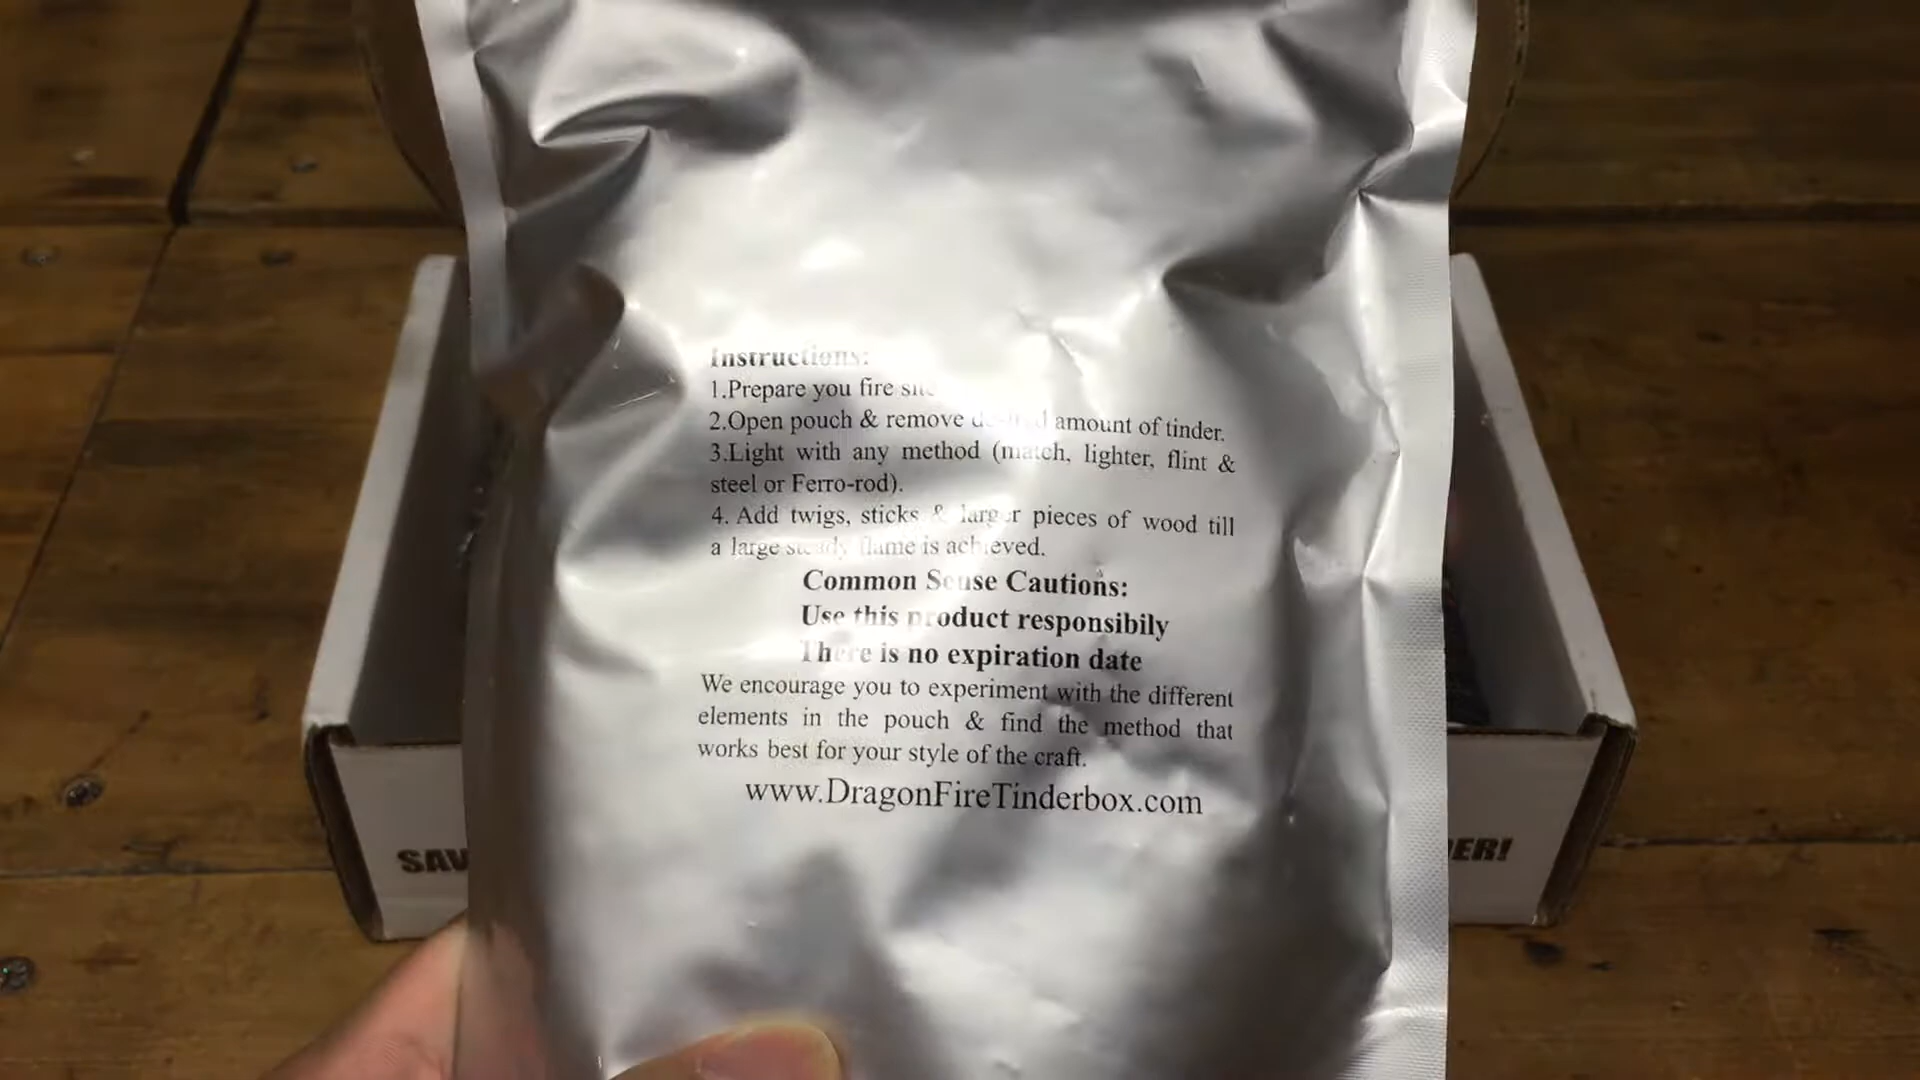 Instructions:
1.Prepare you fire
2.Open pouch & remove amount of tinder.
3.Light with any method (match, lighter, flint &
steel or Ferro-rod).
4. Add twigs, sticks & larger pieces of wood till
a large steady flame is achieved.
Common Sense Cautions:
Use this product responsibily
There is no expiration date
We encourage you to experiment with the different
elements in the pouch & find the method that
works best for your style of the craft.
www.DragonFireTinderbox.com
SAV
ER!